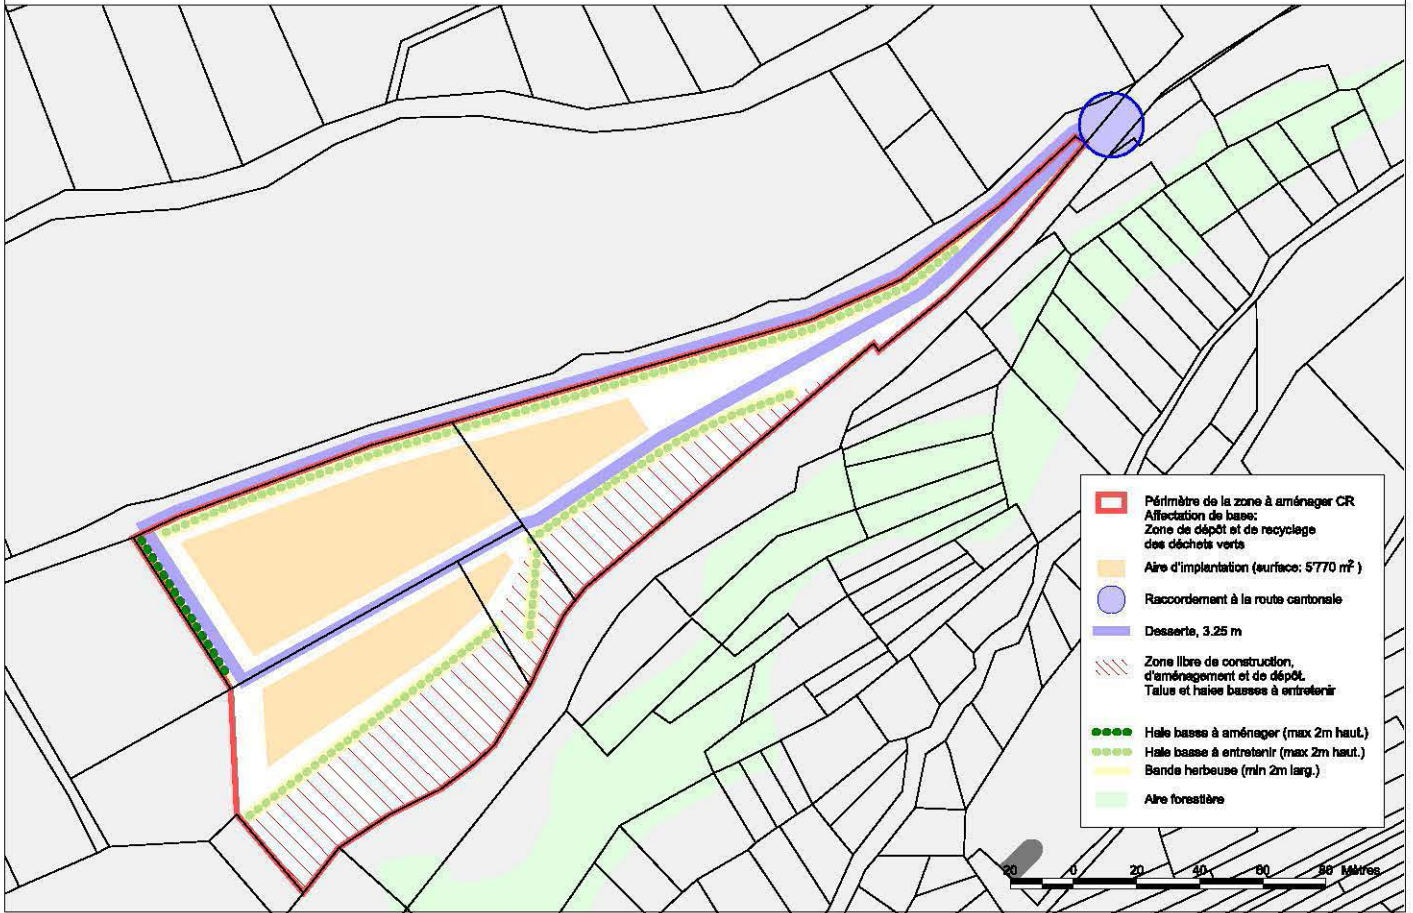 Périmètre de la zone à aménager CR
Affectation de base:
Zone de dépôt et de recyclage
des déchets verts
Aire d'implantation (surface: 5'770 m²)
Raccordement à la route cantonale
Desserte, 3.25 m
Zone libre de construction,
d'aménagement et de dépôt.
Talus et haies basses à entretenir
Haie basse à aménager (max 2m haut.)
Haie basse à entretenir (max 2m haut.)
Bande herbeuse (min 2m larg.)
Aire forestière
20 0 20 40 60 80 Mètres